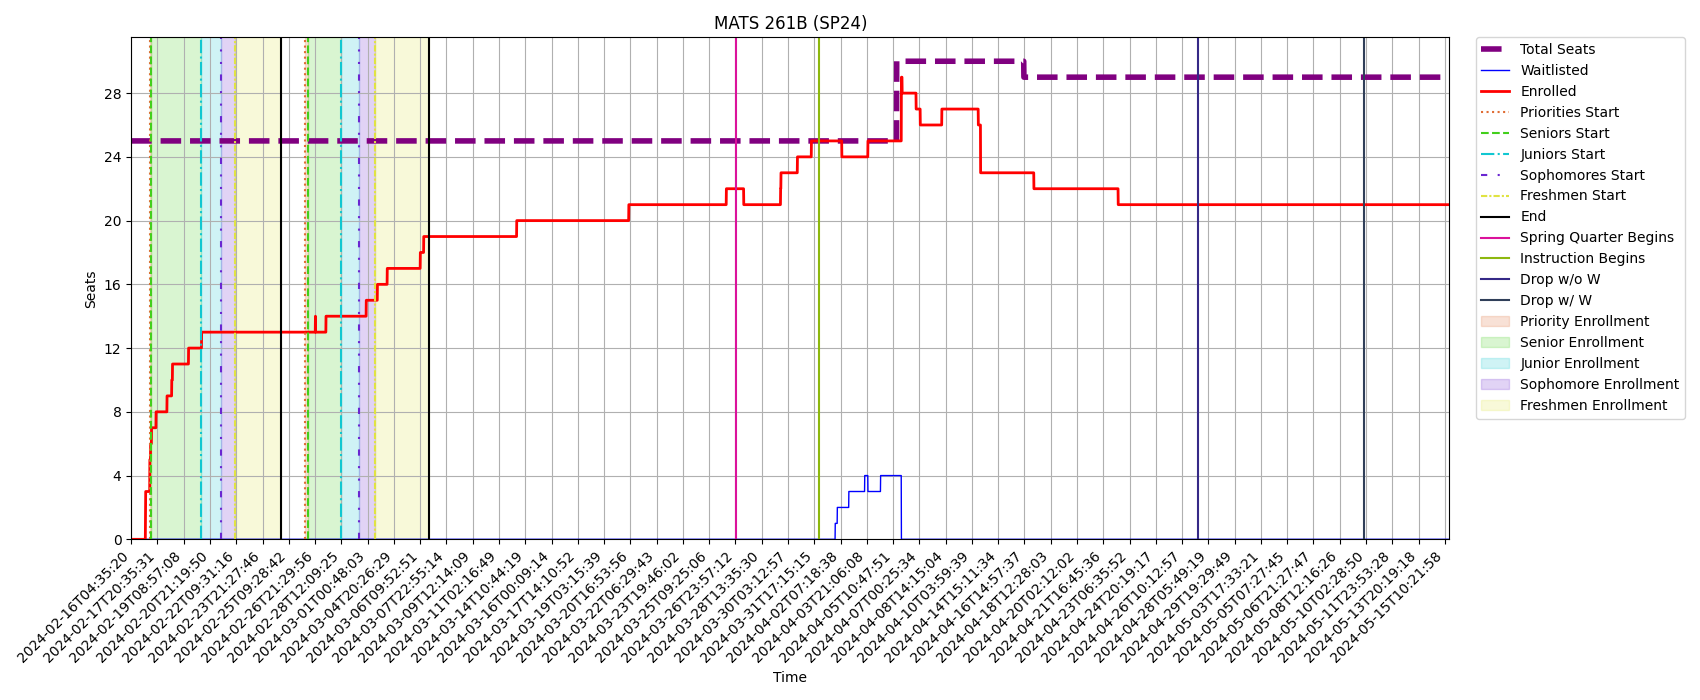 MATS 261B (SP24)
Seats
28
24
20
16
12
8
4
0
2024-02-16T04:35:20
2024-02-17T20:35:31
2024-02-19T08:57:08
2024-02-20T21:19:50
2024-02-22T09:31:16
2024-02-23T21:27:46
2024-02-25T09:28:42
2024-02-26T21:29:56
2024-02-28T12:09:25
2024-03-01T00:48:03
2024-03-04T20:26:29
2024-03-06T09:52:51
2024-03-07T22:55:14
2024-03-09T12:14:09
2024-03-11T02:16:49
2024-03-14T10:44:19
2024-03-16T00:09:14
2024-03-17T14:10:52
2024-03-19T03:15:39
2024-03-20T16:53:56
2024-03-22T06:29:43
2024-03-23T19:46:02
2024-03-25T09:25:06
2024-03-26T23:57:12
2024-03-28T13:35:30
2024-03-30T03:12:57
2024-03-31T17:15:15
2024-04-02T07:18:38
2024-04-03T21:06:08
2024-04-05T10:47:51
2024-04-07T00:25:34
2024-04-08T14:15:04
2024-04-10T03:59:39
2024-04-14T15:11:34
2024-04-16T14:57:37
2024-04-18T12:28:03
2024-04-20T02:12:02
2024-04-21T16:45:36
2024-04-23T06:35:52
2024-04-24T20:19:17
2024-04-26T10:12:57
2024-04-28T05:49:19
2024-04-29T19:29:49
2024-05-03T17:33:21
2024-05-05T07:27:45
2024-05-06T21:27:47
2024-05-08T12:16:28
2024-05-10T02:28:50
2024-05-11T23:53:28
2024-05-13T20:19:18
2024-05-15T10:21:58
Time
Total Seats
Waitlisted
Enrolled
Priorities Start
Seniors Start
Juniors Start
Sophomores Start
Freshmen Start
End
Spring Quarter Begins
Instruction Begins
Drop w/o W
Drop w/ W
Priority Enrollment
Senior Enrollment
Junior Enrollment
Sophomore Enrollment
Freshmen Enrollment